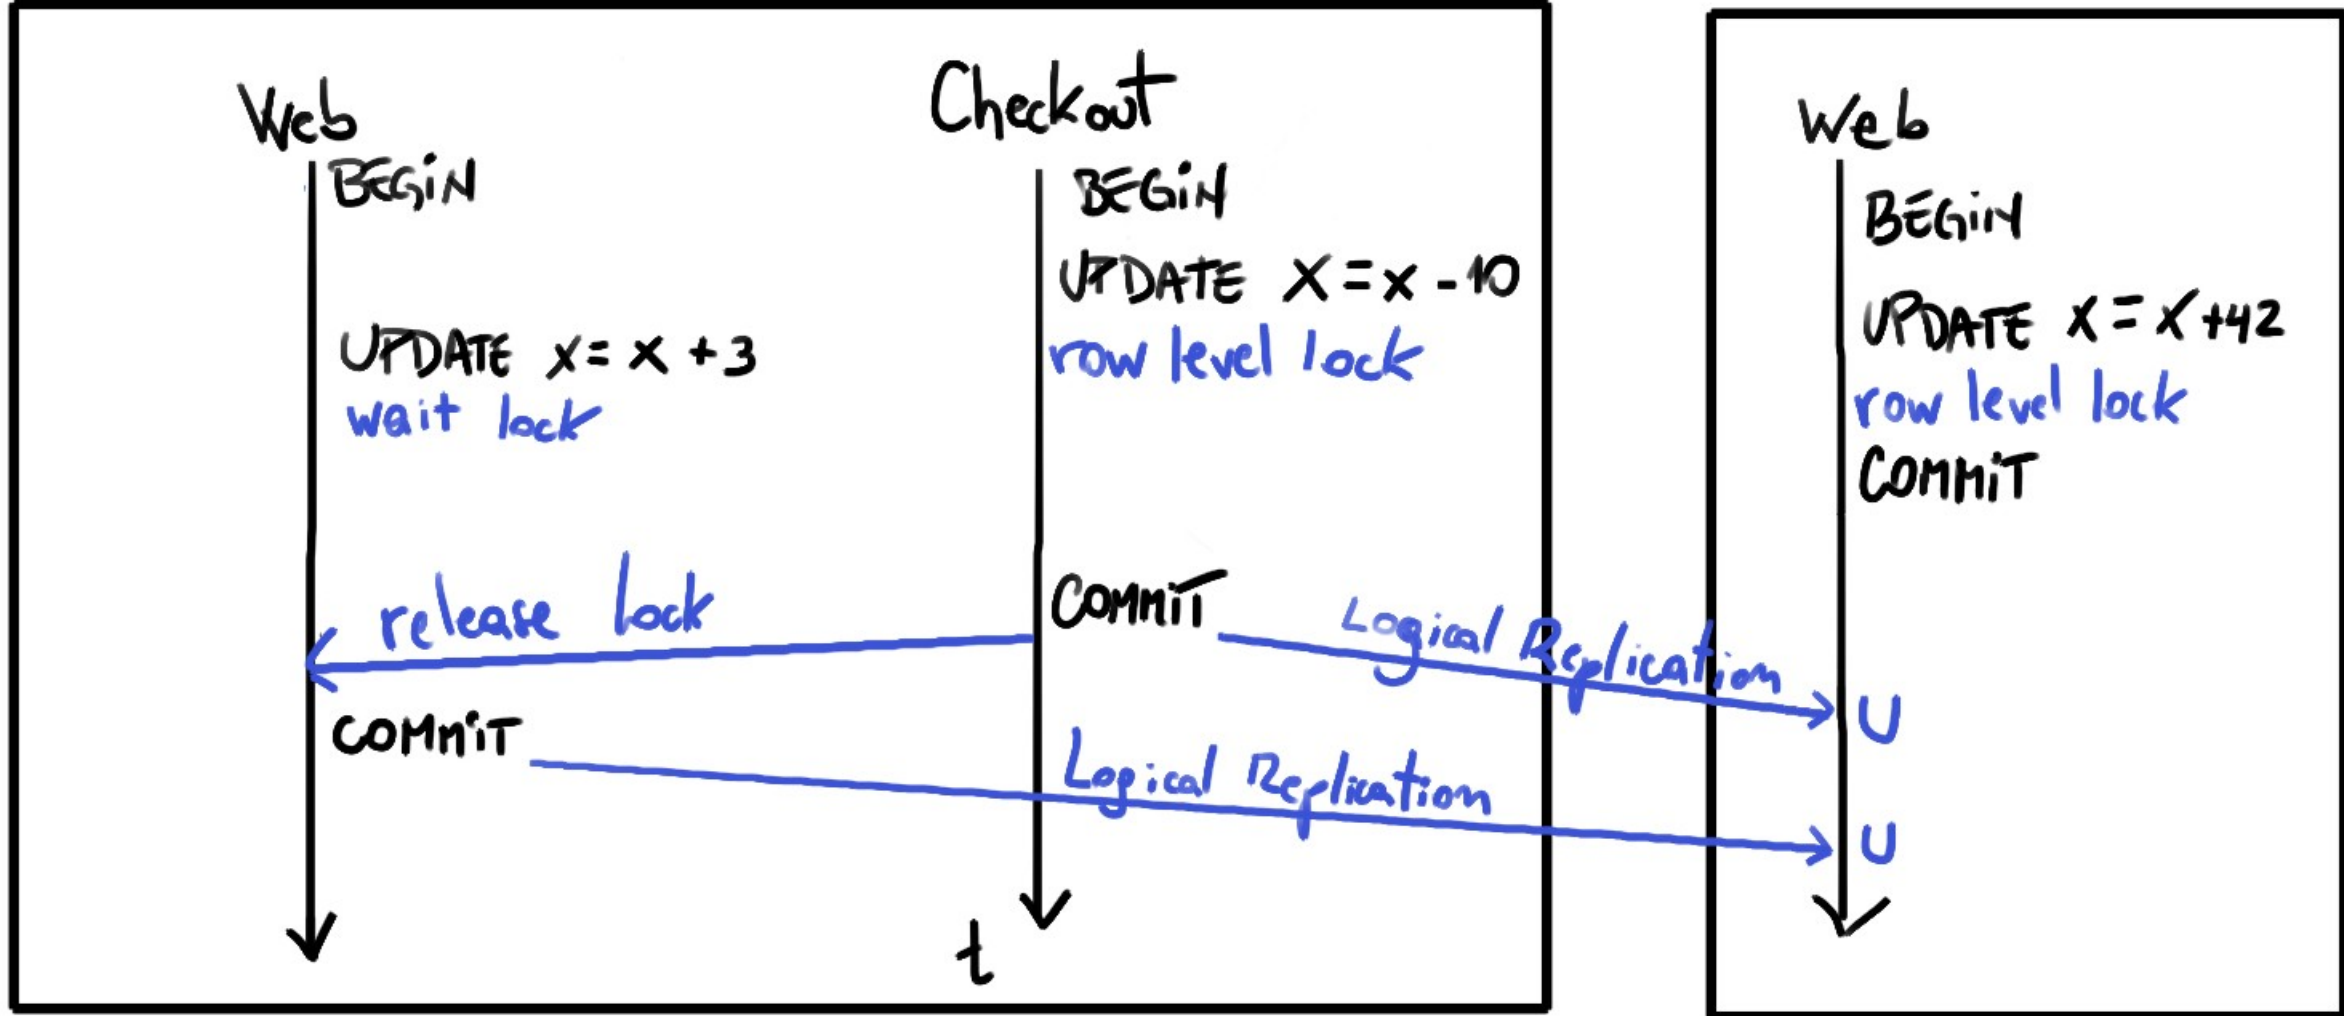 Web
BEGIN
UPDATE x = x + 3
wait lock
release lock
COMMIT
Checkout
BEGIN
UPDATE X = x - 10
row level lock
COMMIT
Logical Replication
Logical Replication
t
Web
BEGIN
UPDATE X = X + 42
row level lock
COMMIT
U
U